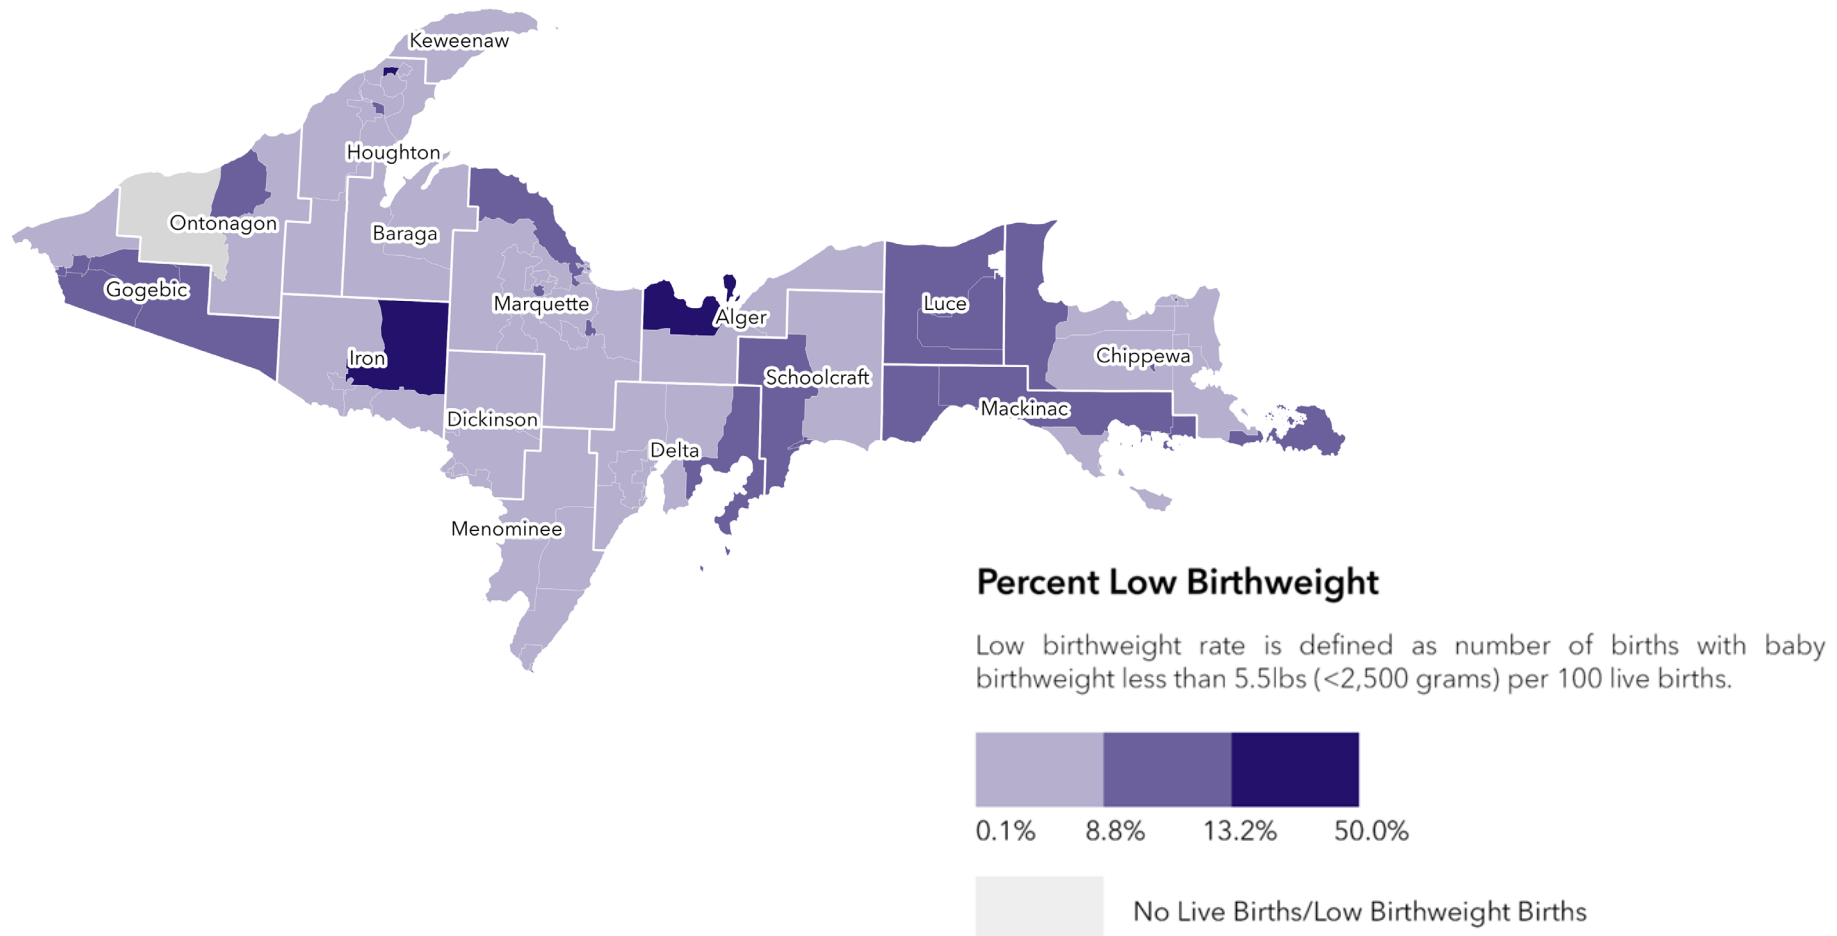 Keweenaw
Houghton
Ontonagon
Baraga
Gogebic
Marquette
Luce
Alger
Iron
Chippewa
Schoolcraft
Mackinac
Dickinson
Delta
Menominee
Percent Low Birthweight
Low birthweight rate is defined as number of births with baby
birthweight less than 5.5lbs (<2,500 grams) per 100 live births.
0.1% 8.8% 13.2% 50.0%
No Live Births/Low Birthweight Births